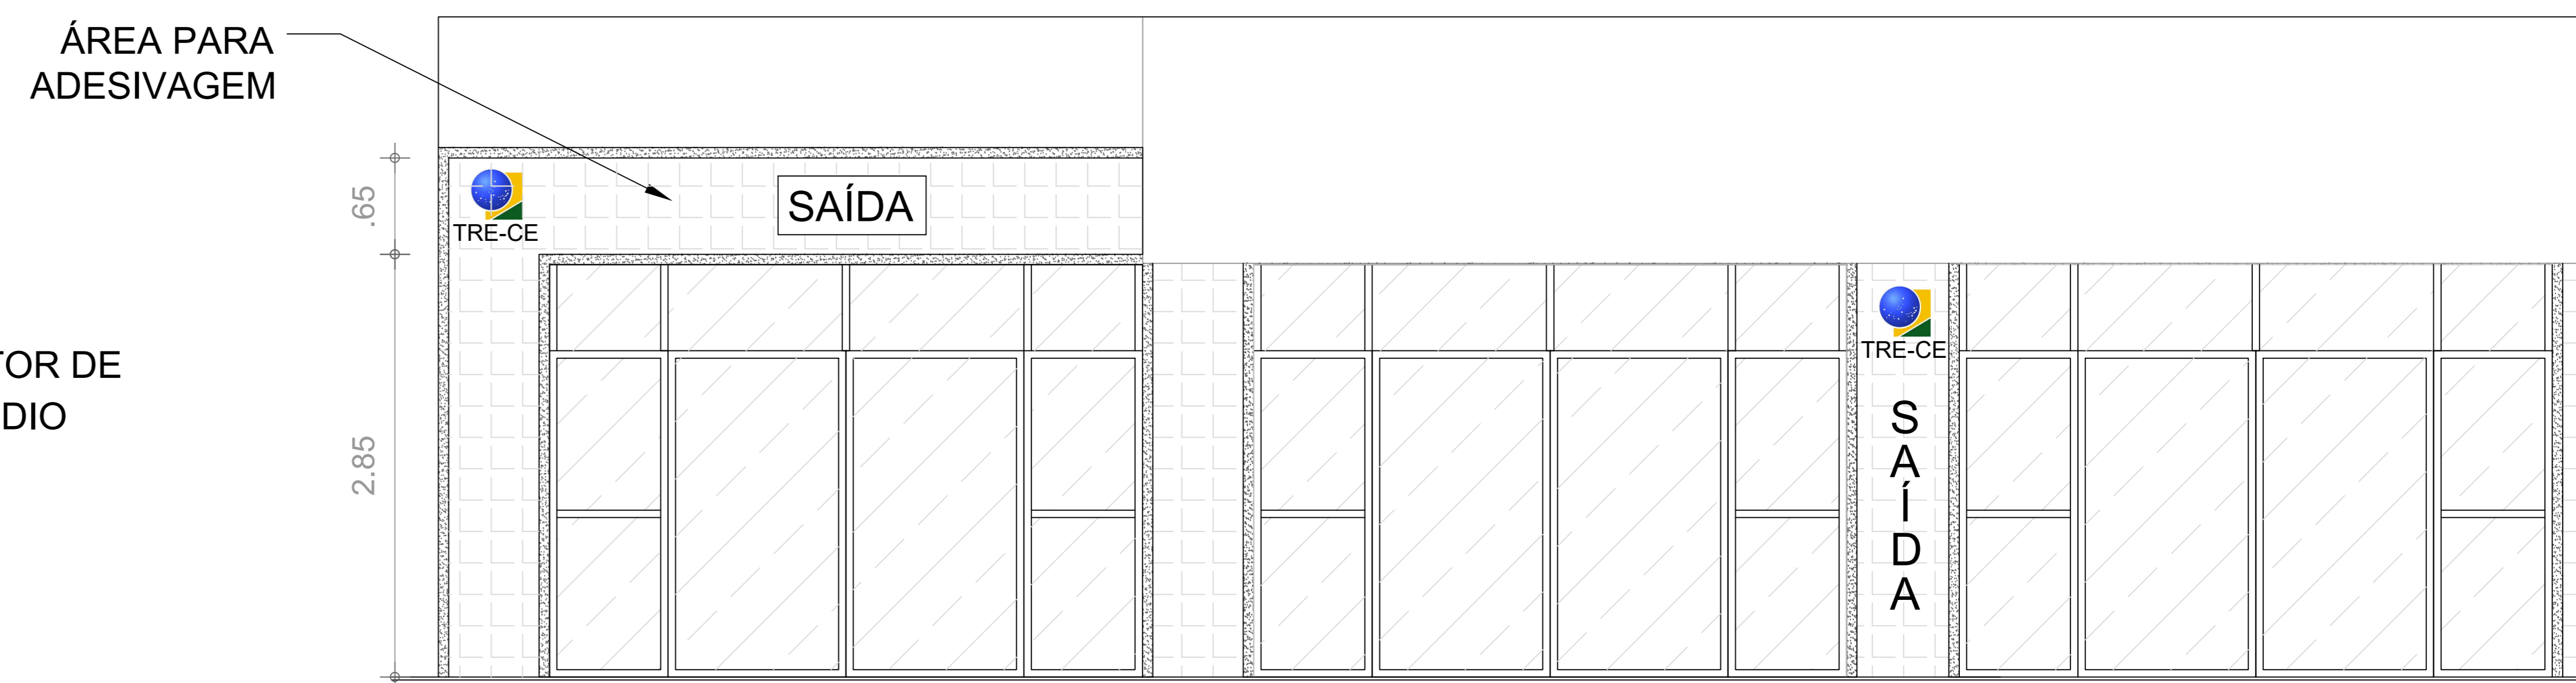 ÁREA PARA
ADESIVAGEM
.65
TRE-CE
SAÍDA
2.85
TOR DE
DIO
TRE-CE
S
A
Í
D
A